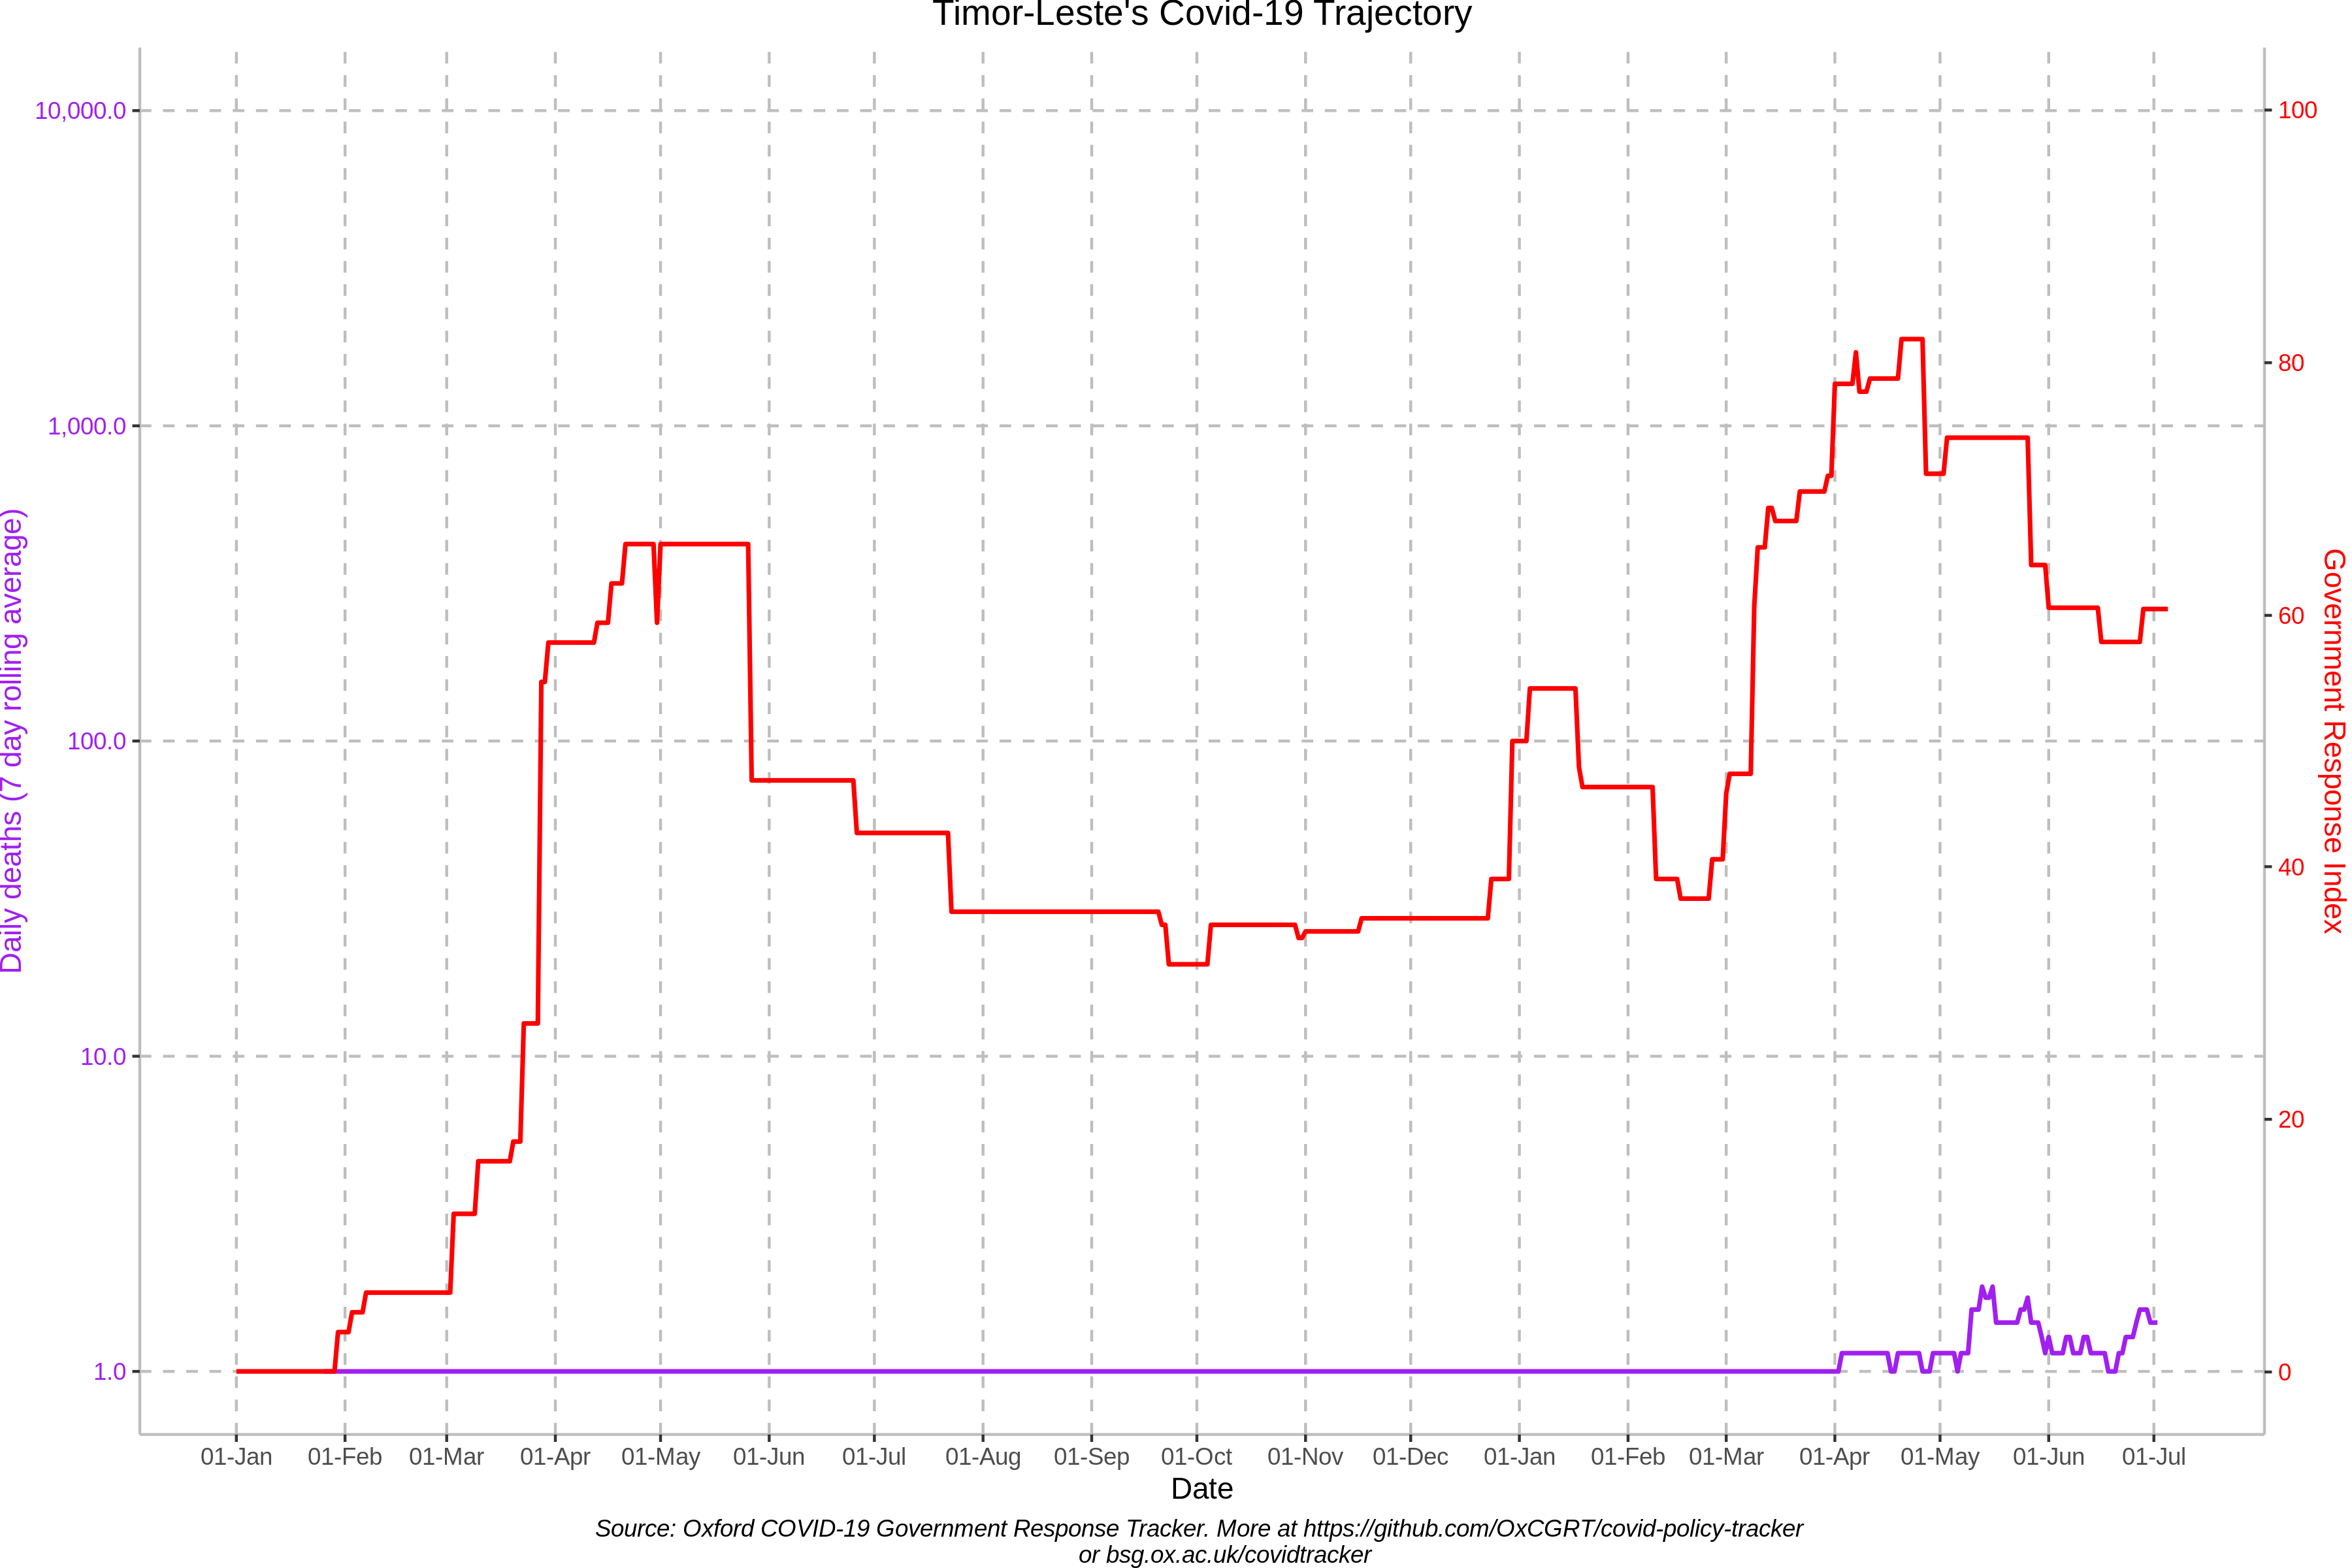 Timor-Leste's Covid-19 Trajectory
10,000.0
1,000.0
100.0
10.0
1.0
Daily deaths (7 day rolling average)
100
80
60
40
20
0
Government Response Index
01-Jan 01-Feb 01-Mar 01-Apr 01-May 01-Jun 01-Jul 01-Aug 01-Sep 01-Oct 01-Nov 01-Dec 01-Jan 01-Feb 01-Mar 01-Apr 01-May 01-Jun 01-Jul
Date
Source: Oxford COVID-19 Government Response Tracker. More at https://github.com/OxCGRT/covid-policy-tracker
or bsg.ox.ac.uk/covidtracker